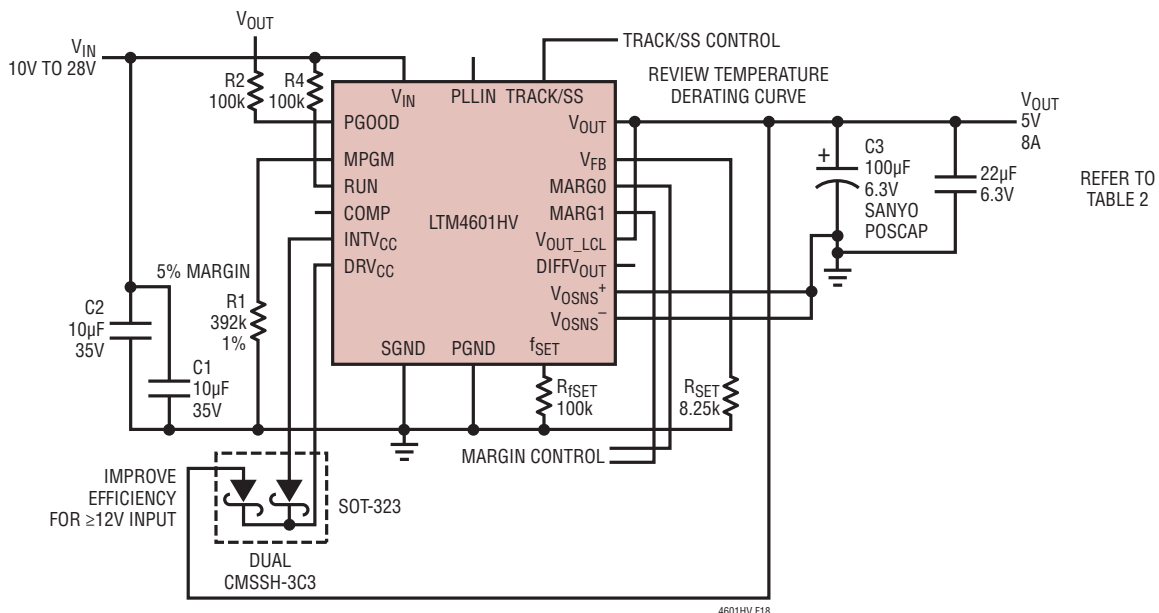 VOUT
VIN
10V TO 28V
TRACK/SS CONTROL
R2
100k
R4
100k
REVIEW TEMPERATURE
DERATING CURVE
VIN
PLLIN
TRACK/SS
PGOOD
MPGM
RUN
COMP
INTVCC
DRVCC
LTM4601HV
VOUT
VFB
MARG0
MARG1
VOUT_LCL
DIFFVOUT
VOSNS+
VOSNS–
SGND
PGND
fSET
VOUT
5V
8A
C3
100µF
6.3V
SANYO
POSCAP
+
22µF
6.3V
REFER TO
TABLE 2
5% MARGIN
R1
392k
1%
C2
10µF
35V
C1
10µF
35V
RfSET
100k
RSET
8.25k
MARGIN CONTROL
IMPROVE
EFFICIENCY
FOR ≥12V INPUT
SOT-323
DUAL
CMSSH-3C3
4601HV F18